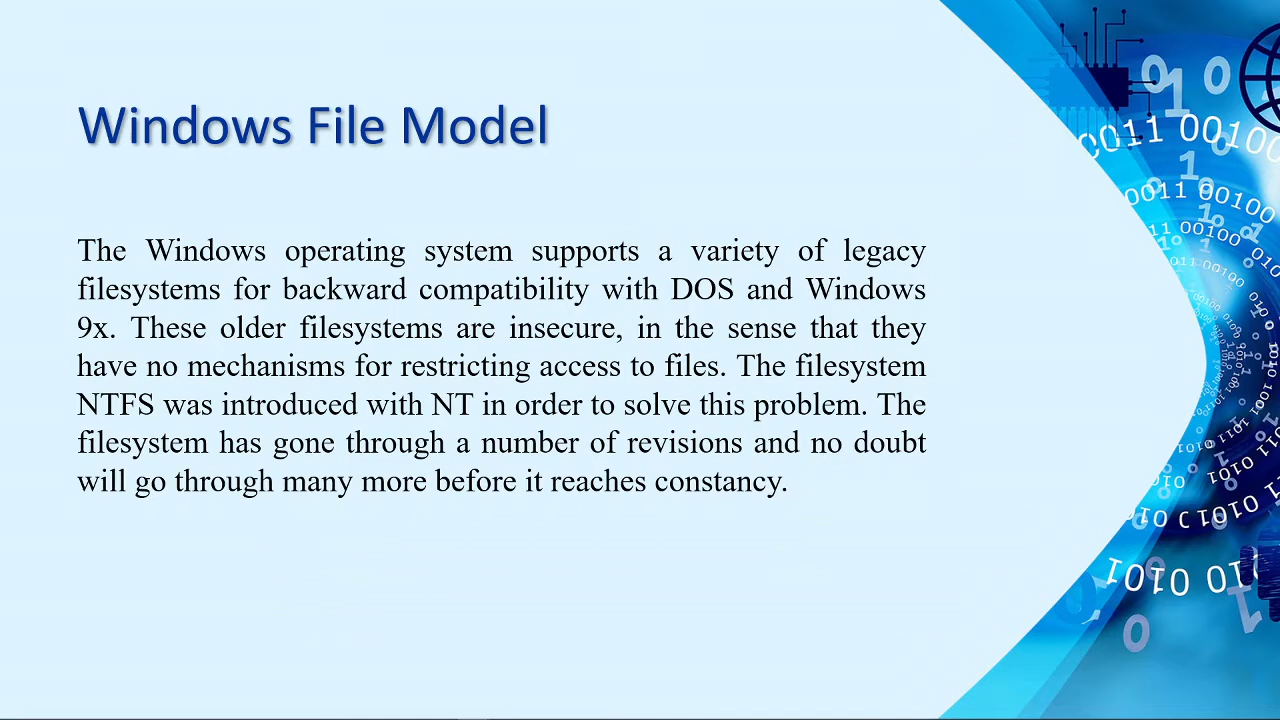 Windows File Model
The Windows operating system supports a variety of legacy
filesystems for backward compatibility with DOS and Windows
9x. These older filesystems are insecure, in the sense that they
have no mechanisms for restricting access to files. The filesystem
NTFS was introduced with NT in order to solve this problem. The
filesystem has gone through a number of revisions and no doubt
will go through many more before it reaches constancy.